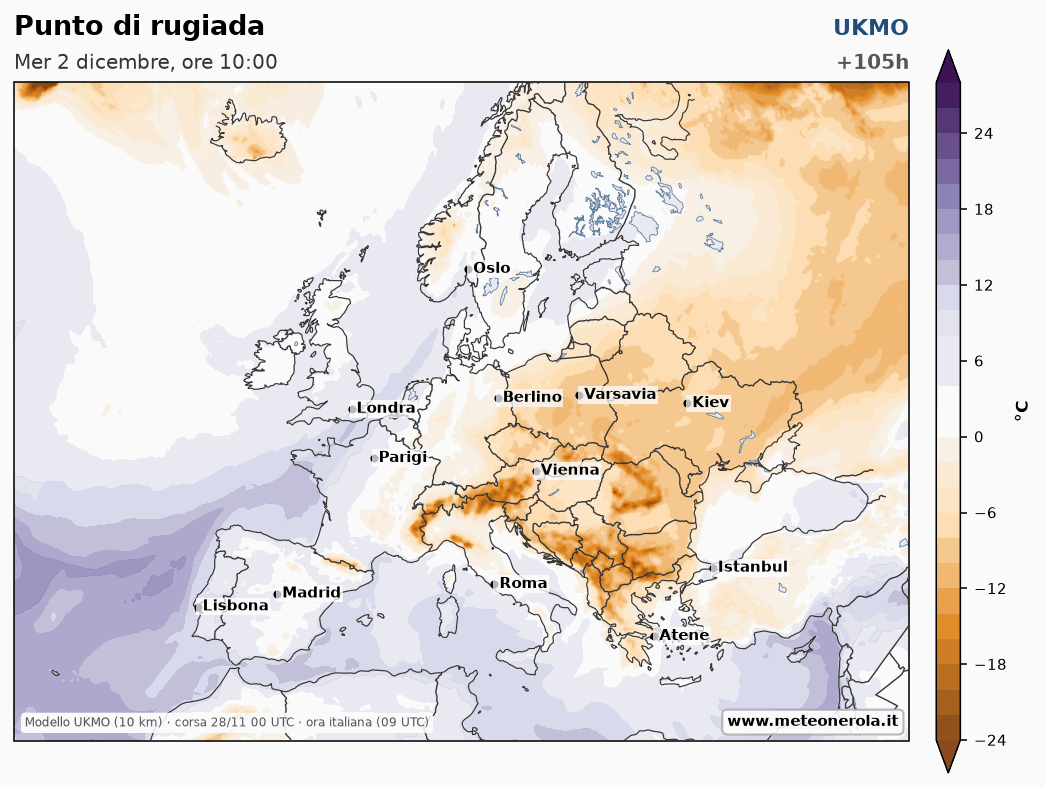 Punto di rugiada
UKMO
Mer 2 dicembre, ore 10:00
+105h
Oslo
Londra
Berlino
Varsavia
Kiev
Parigi
Vienna
Istanbul
Madrid
Roma
Lisbona
Atene
24
18
12
6
0
−6
−12
−18
−24
°C
Modello UKMO (10 km) · corsa 28/11 00 UTC · ora italiana (09 UTC)
www.meteonerola.it